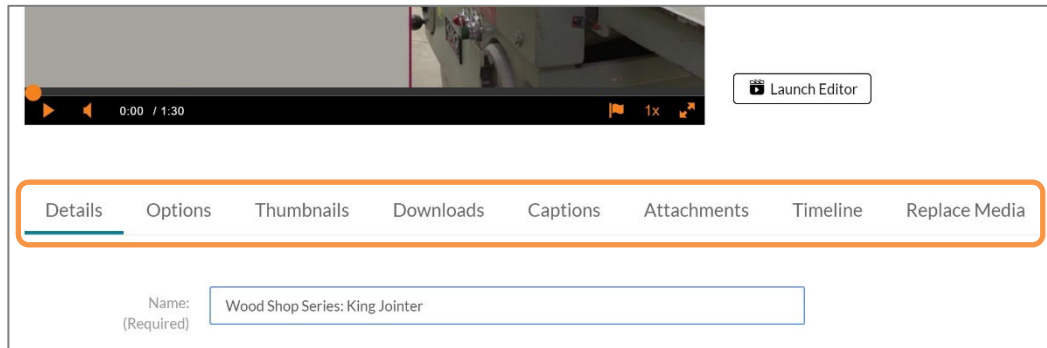 Launch Editor
0:00 / 1:30 1x
Details Options Thumbnails Downloads Captions Attachments Timeline Replace Media
Name: Wood Shop Series: King Jointer
(Required)